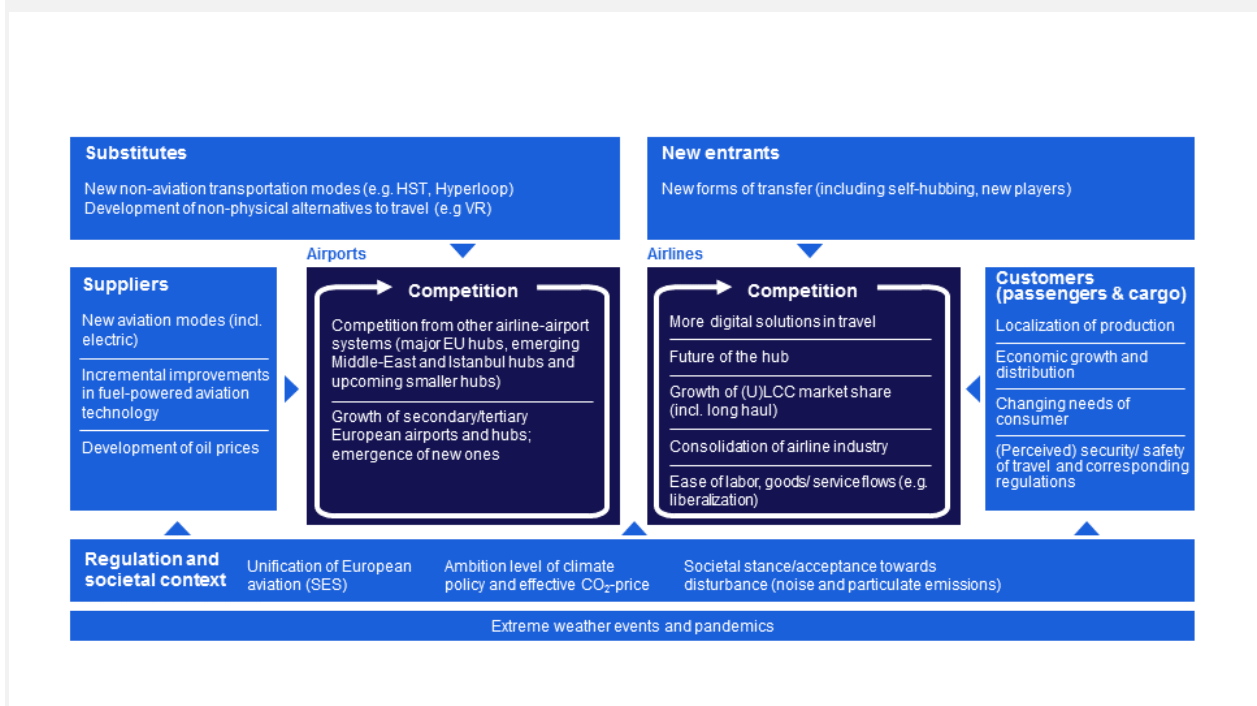 Substitutes
New non-aviation transportation modes (e.g. HST, Hyperloop)
Development of non-physical alternatives to travel (e.g VR)
New entrants
New forms of transfer (including self-hubbing, new players)
Airports
Airlines
Suppliers
New aviation modes (incl.
electric)
Incremental improvements
in fuel-powered aviation
technology
Development of oil prices
Competition
Competition from other airline-airport
systems (major EU hubs, emerging
Middle-East and Istanbul hubs and
upcoming smaller hubs)
Growth of secondary/tertiary
European airports and hubs;
emergence of new ones
Competition
More digital solutions in travel
Future of the hub
Growth of (U)LCC market share
(incl. long haul)
Consolidation of airline industry
Ease of labor, goods/ service flows (e.g.
liberalization)
Customers
(passengers & cargo)
Localization of production
Economic growth and
distribution
Changing needs of
consumer
(Perceived) security/ safety
of travel and corresponding
regulations
Regulation and
societal context
Unification of European
aviation (SES)
Ambition level of climate
policy and effective CO₂-price
Societal stance/acceptance towards
disturbance (noise and particulate emissions)
Extreme weather events and pandemics